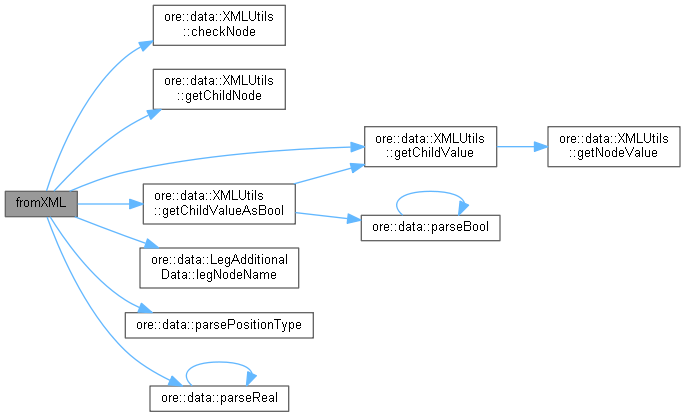 ore::data::XMLUtils
::checkNode
ore::data::XMLUtils
::getChildNode
ore::data::XMLUtils
::getChildValue
ore::data::XMLUtils
::getNodeValue
fromXML
ore::data::XMLUtils
::getChildValueAsBool
ore::data::parseBool
ore::data::LegAdditional
Data::legNodeName
ore::data::parsePositionType
ore::data::parseReal